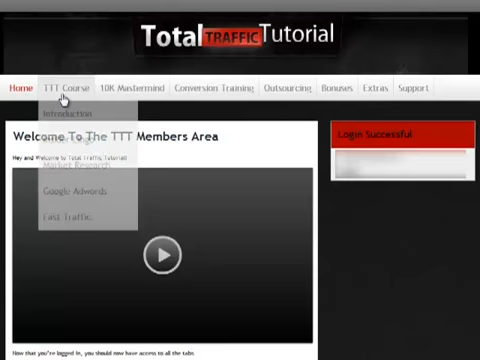 Total TRAFFIC Tutorial
Home TTT Course 10K Mastermind Conversion Training Outsourcing Bonuses Extras Support
Introduction
Welcome To The TTT Members Area
Login Successful
Hey and Welcome to Total Traffic Tutorial!
Market Research
Google Adwords
Fast Traffic
Now that you're logged in, you should now have access to all the tabs.